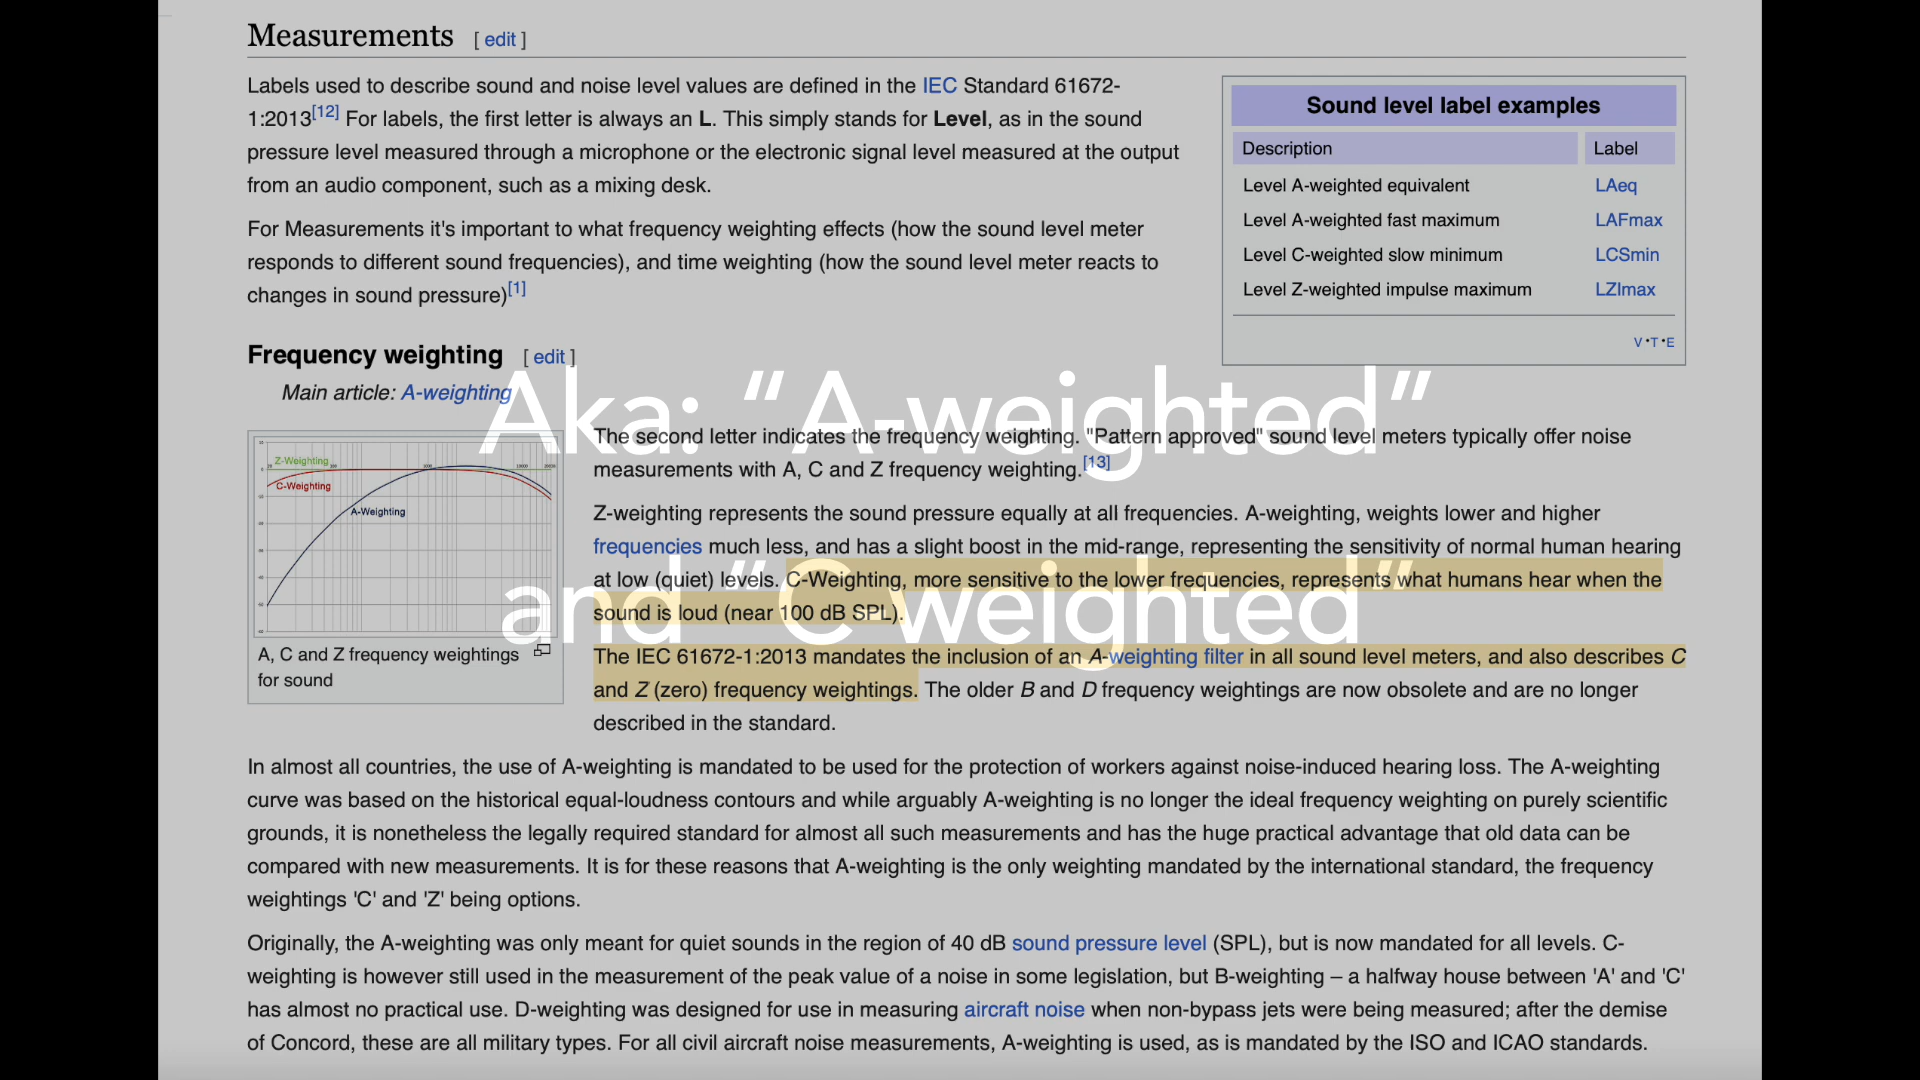 Measurements [ edit ]
Labels used to describe sound and noise level values are defined in the IEC Standard 61672-
1:2013[12] For labels, the first letter is always an L. This simply stands for Level, as in the sound
pressure level measured through a microphone or the electronic signal level measured at the output
from an audio component, such as a mixing desk.
For Measurements it's important to what frequency weighting effects (how the sound level meter
responds to different sound frequencies), and time weighting (how the sound level meter reacts to
changes in sound pressure)[1]
Sound level label examples
Description Label
Level A-weighted equivalent LAeq
Level A-weighted fast maximum LAFmax
Level C-weighted slow minimum LCSmin
Level Z-weighted impulse maximum LZImax
V•T•E
Frequency weighting [ edit ]
Main article: A-weighting
Aka: “A-weighted”
and “C-weighted”
Z-Weighting
C-Weighting
A-Weighting
A, C and Z frequency weightings
for sound
The second letter indicates the frequency weighting. "Pattern approved" sound level meters typically offer noise
measurements with A, C and Z frequency weighting.[13]
Z-weighting represents the sound pressure equally at all frequencies. A-weighting, weights lower and higher
frequencies much less, and has a slight boost in the mid-range, representing the sensitivity of normal human hearing
at low (quiet) levels. C-Weighting, more sensitive to the lower frequencies, represents what humans hear when the
sound is loud (near 100 dB SPL).
The IEC 61672-1:2013 mandates the inclusion of an A-weighting filter in all sound level meters, and also describes C
and Z (zero) frequency weightings. The older B and D frequency weightings are now obsolete and are no longer
described in the standard.
In almost all countries, the use of A-weighting is mandated to be used for the protection of workers against noise-induced hearing loss. The A-weighting
curve was based on the historical equal-loudness contours and while arguably A-weighting is no longer the ideal frequency weighting on purely scientific
grounds, it is nonetheless the legally required standard for almost all such measurements and has the huge practical advantage that old data can be
compared with new measurements. It is for these reasons that A-weighting is the only weighting mandated by the international standard, the frequency
weightings 'C' and 'Z' being options.
Originally, the A-weighting was only meant for quiet sounds in the region of 40 dB sound pressure level (SPL), but is now mandated for all levels. C-
weighting is however still used in the measurement of the peak value of a noise in some legislation, but B-weighting – a halfway house between 'A' and 'C'
has almost no practical use. D-weighting was designed for use in measuring aircraft noise when non-bypass jets were being measured; after the demise
of Concord, these are all military types. For all civil aircraft noise measurements, A-weighting is used, as is mandated by the ISO and ICAO standards.